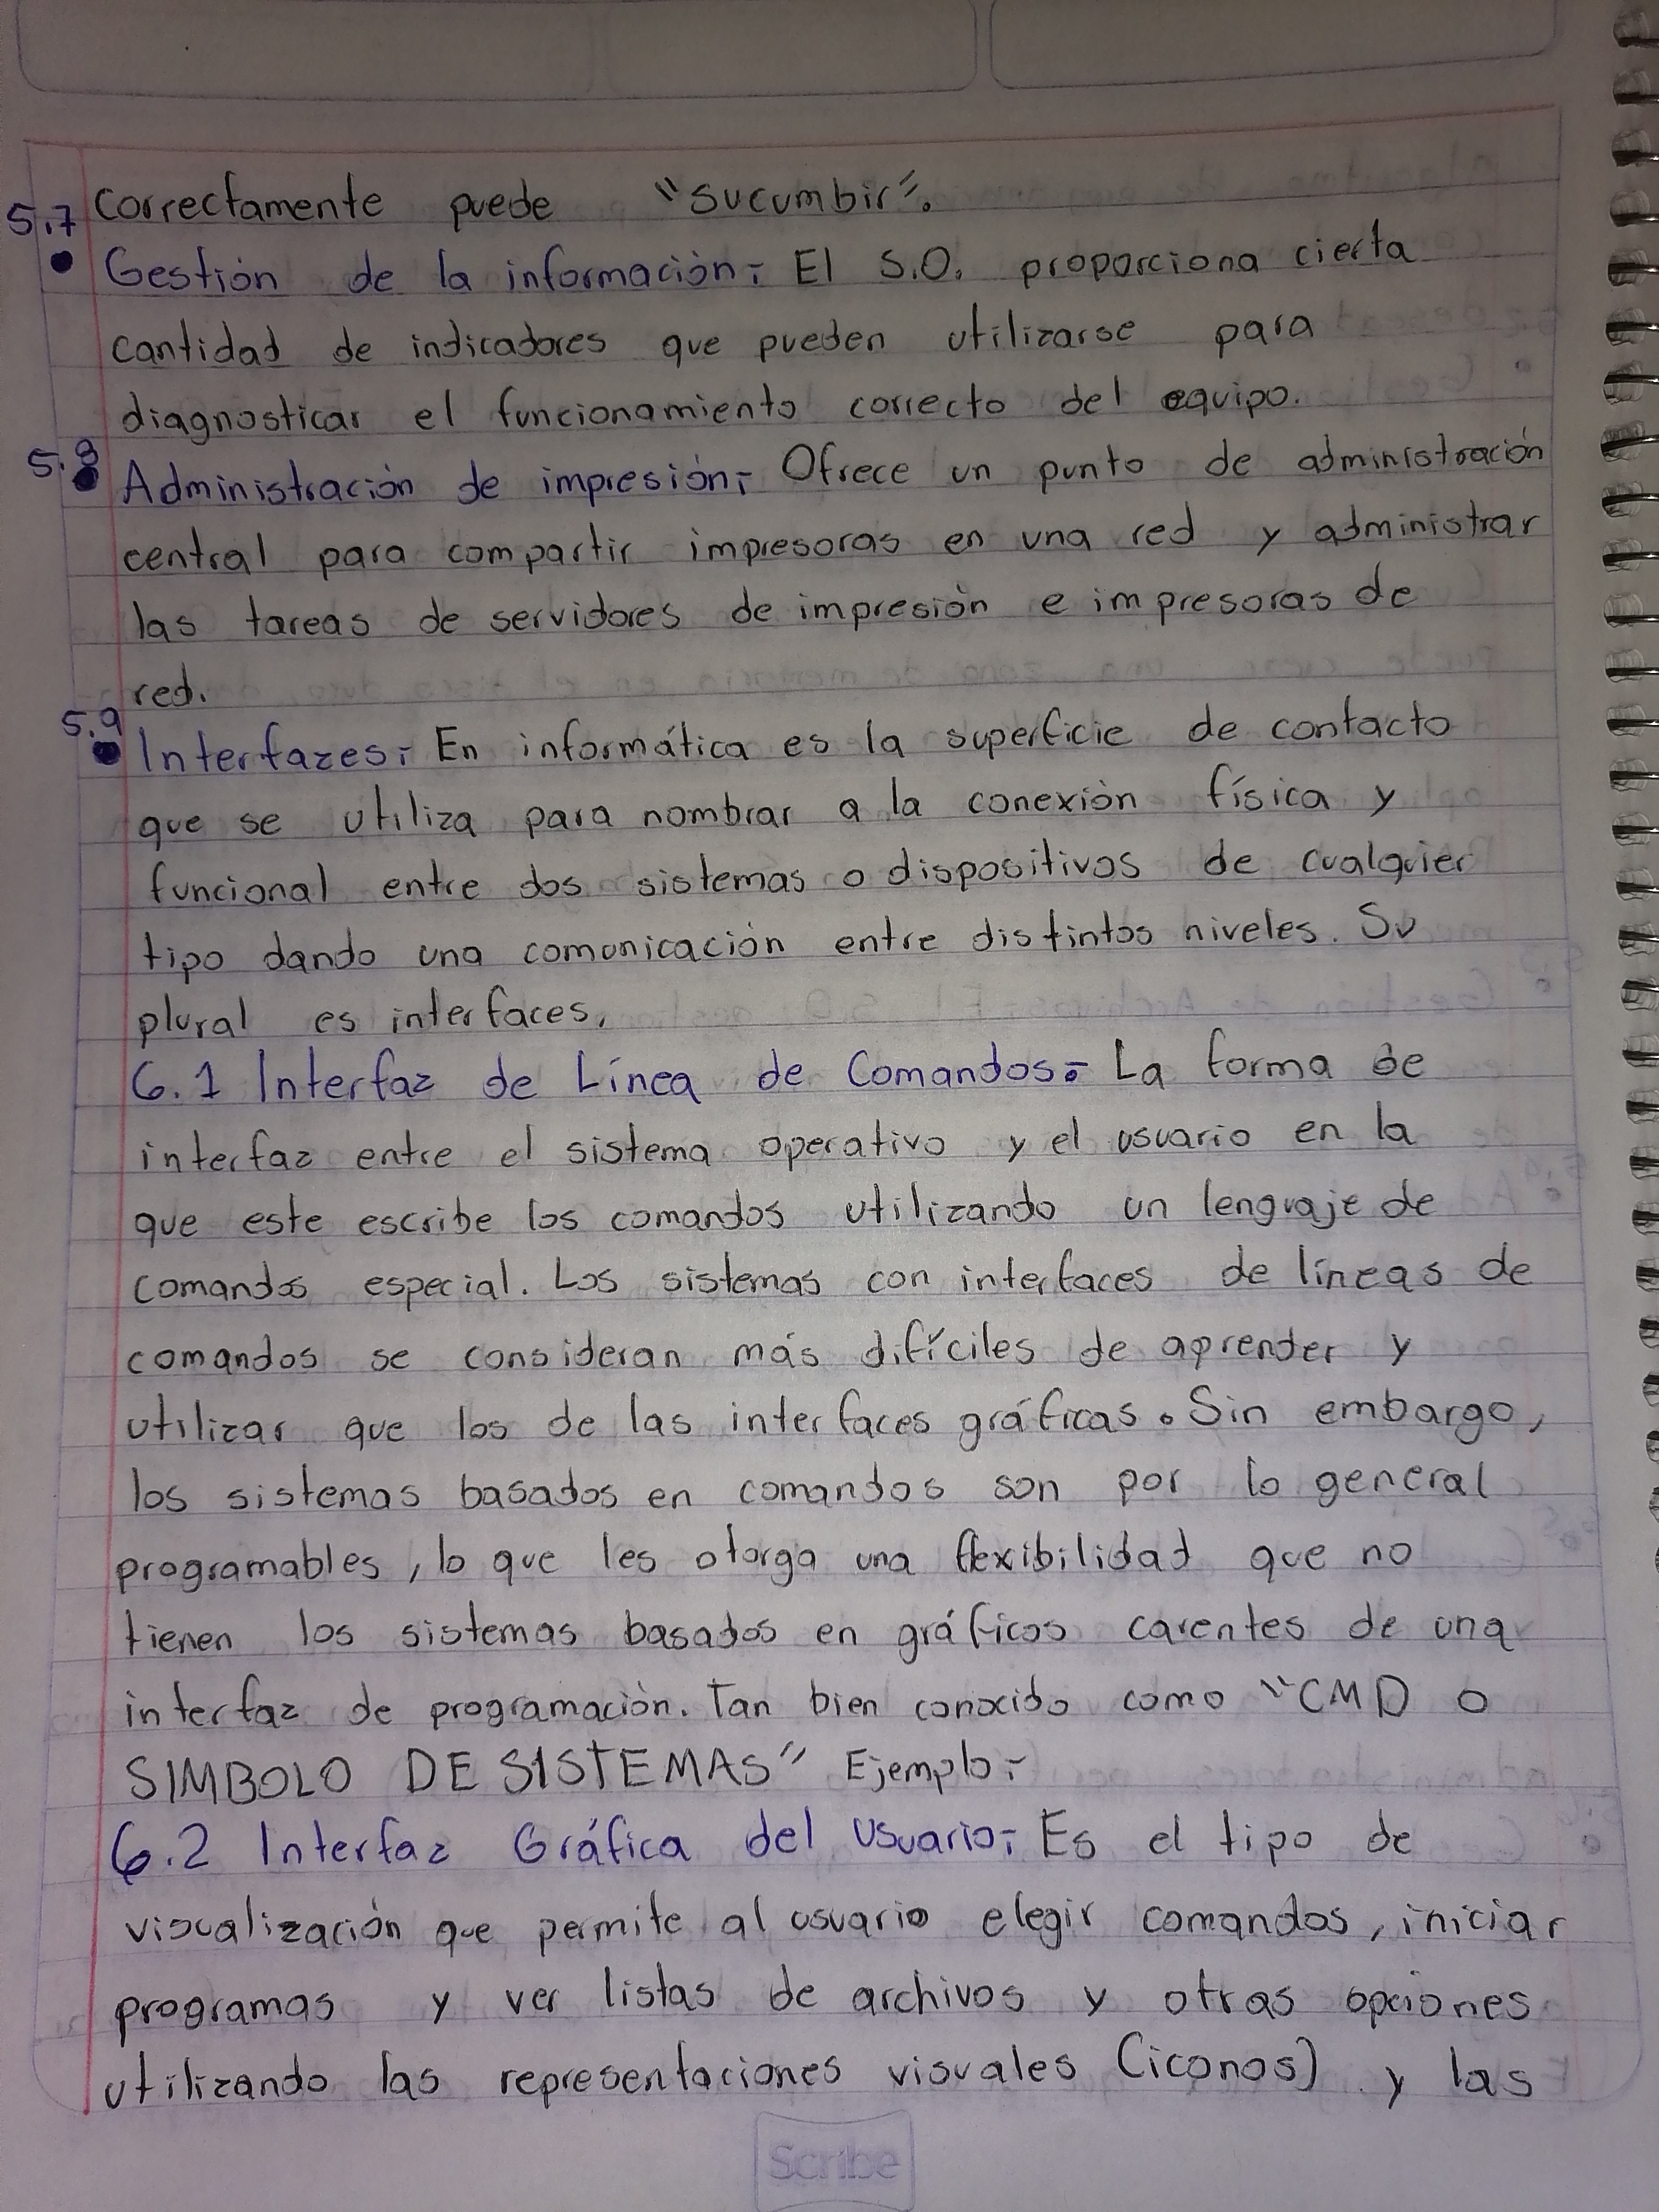 Correctamente puede "sucumbir".
5.7
• Gestión de la información:- El S.O. proporciona cierta
cantidad de indicadores que pueden utilizarse para
diagnosticar el funcionamiento correcto del equipo.
5.8
• Administración de impresión:- Ofrece un punto de administración
central para compartir impresoras en una red y administrar
las tareas de servidores de impresión e impresoras de
red.
5.9
• Interfazes:- En informática es la superficie de contacto
que se utiliza para nombrar a la conexión física y
funcional entre dos sistemas o dispositivos de cualquier
tipo dando una comunicación entre distintos niveles. Su
plural es interfaces.
6.1 Interfaz de Línea de Comandos:- La forma de
interfaz entre el sistema operativo y el usuario en la
que este escribe los comandos utilizando un lenguaje de
comandos especial. Los sistemas con interfaces de líneas de
comandos se consideran más difíciles de aprender y
utilizar que los de las interfaces gráficas. Sin embargo,
los sistemas basados en comandos son por lo general
programables, lo que les otorga una flexibilidad que no
tienen los sistemas basados en gráficos carentes de una
interfaz de programación. Tan bien conocido como "CMD O
SIMBOLO DE SISTEMAS" Ejemplo:-
6.2 Interfaz Gráfica del Usuario:- Es el tipo de
visualización que permite al usuario elegir comandos, iniciar
programas y ver listas de archivos y otras opciones
utilizando las representaciones visuales (iconos) y las
Scribe